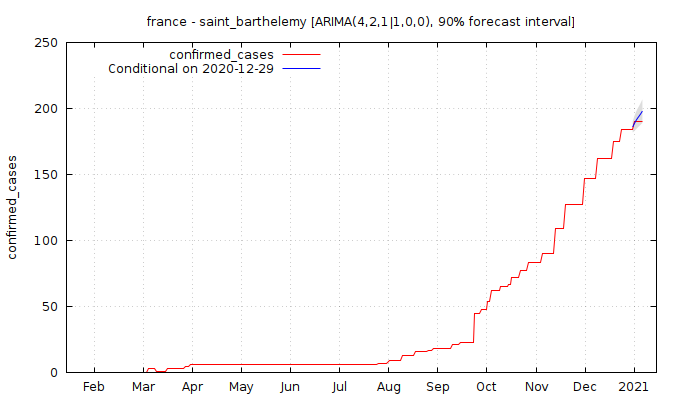 france - saint_barthelemy [ARIMA(4,2,1|1,0,0), 90% forecast interval]
confirmed_cases
Conditional on 2020-12-29
250
200
150
100
50
0
confirmed_cases
Feb Mar Apr May Jun Jul Aug Sep Oct Nov Dec 2021